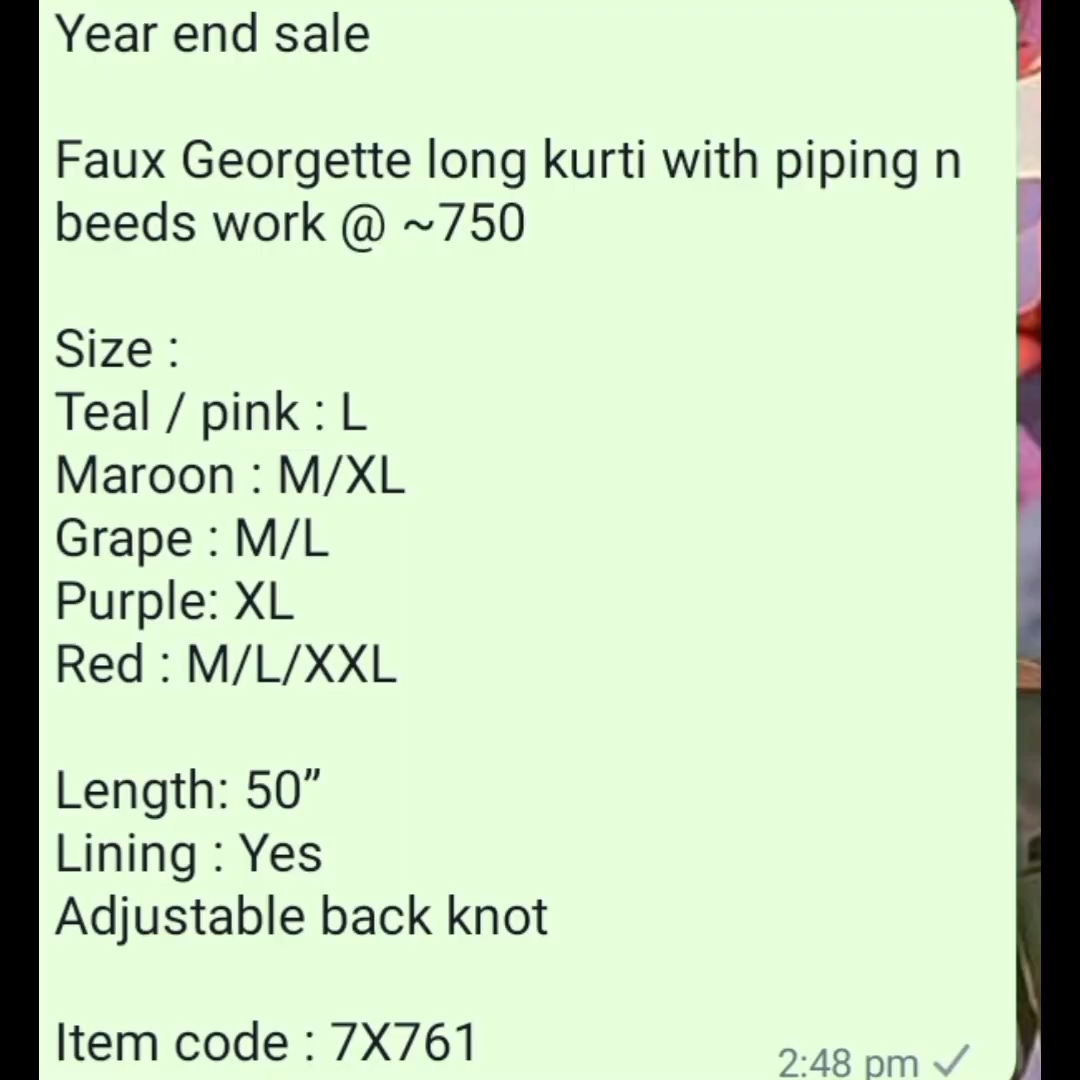 Year end sale
Faux Georgette long kurti with piping n
beeds work @ ~750
Size :
Teal / pink : L
Maroon : M/XL
Grape : M/L
Purple: XL
Red : M/L/XXL
Length: 50”
Lining : Yes
Adjustable back knot
Item code : 7X761
2:48 pm